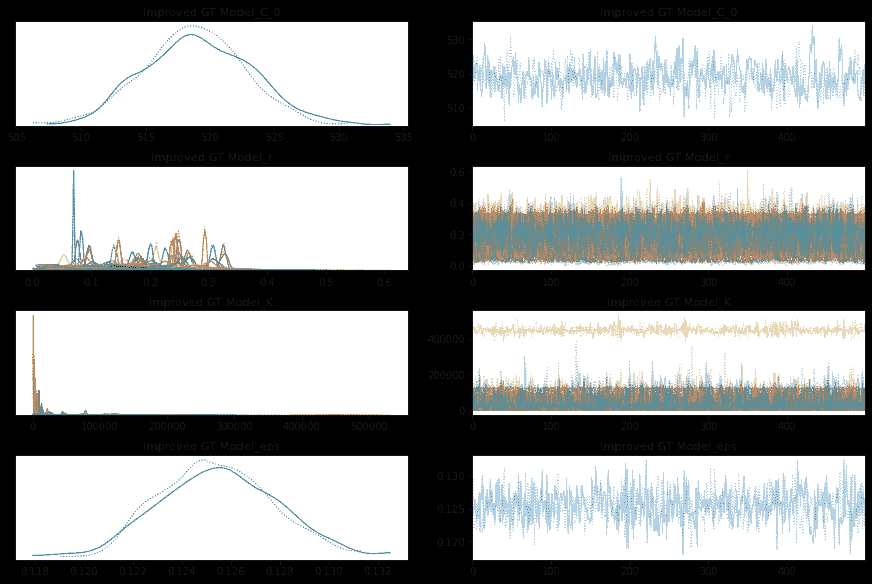 Improved GT Model_C_0
Improved GT Model_C_0
530
520
510
505 510 515 520 525 530 535
0 100 200 300 400
Improved GT Model_r
Improved GT Model_r
0.6
0.4
0.2
0.0
0.0 0.1 0.2 0.3 0.4 0.5 0.6
0 100 200 300 400
Improved GT Model_K
Improved GT Model_K
400000
200000
0
0 100000 200000 300000 400000 500000
0 100 200 300 400
Improved GT Model_eps
Improved GT Model_eps
0.130
0.125
0.120
0.118 0.120 0.122 0.124 0.126 0.128 0.130 0.132
0 100 200 300 400